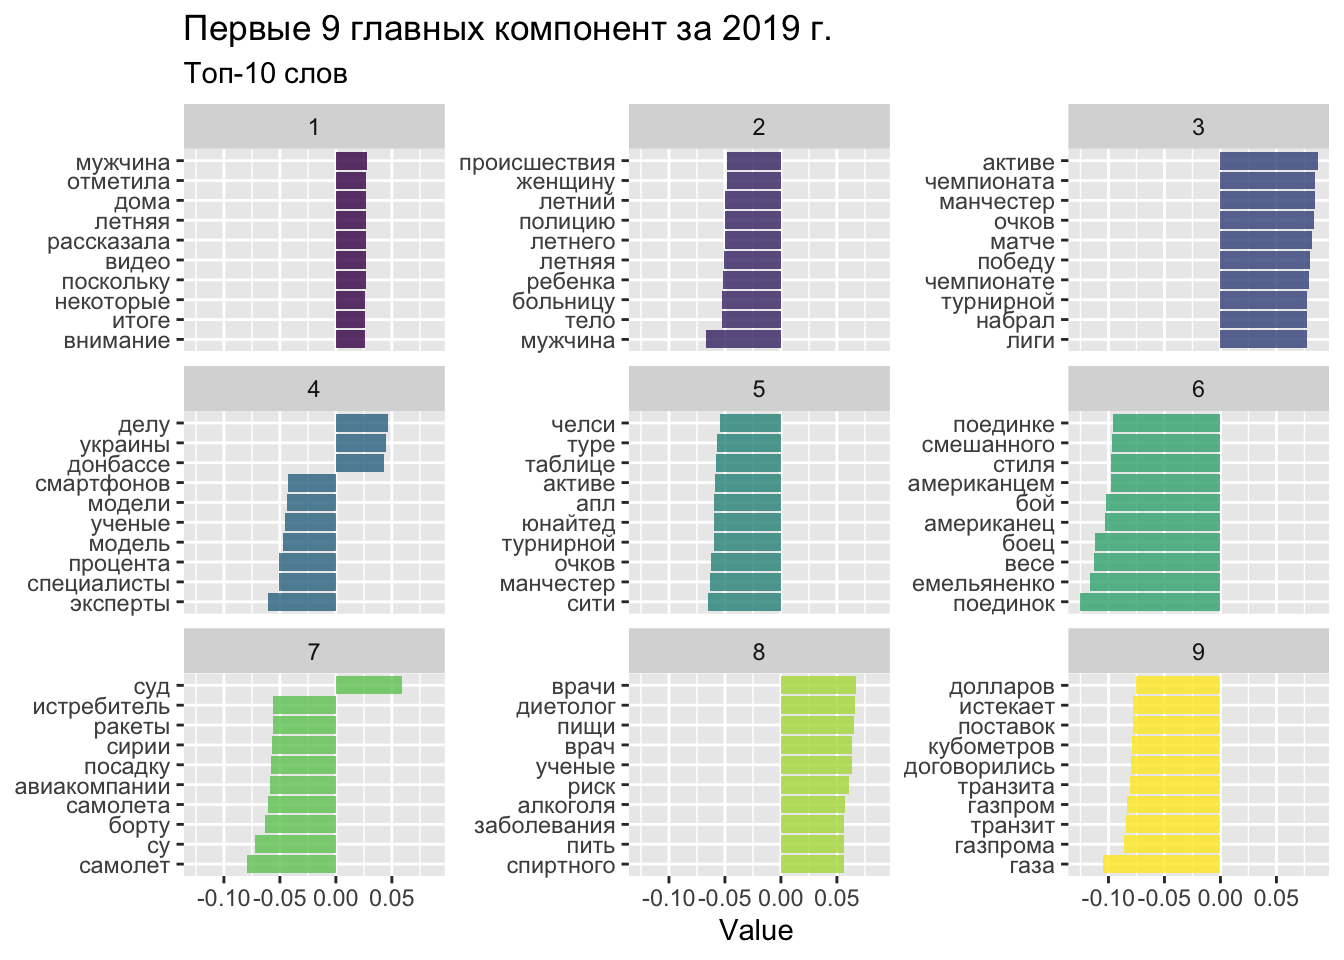 Первые 9 главных компонент за 2019 г.
Топ-10 слов
1
мужчина
отметила
дома
летняя
рассказала
видео
поскольку
некоторые
итоге
внимание
2
происшествия
женщину
летний
полицию
летнего
летняя
ребенка
больницу
тело
мужчина
3
активе
чемпионата
манчестер
очков
матче
победу
чемпионате
турнирной
набрал
лиги
4
делу
украины
донбассе
смартфонов
модели
ученые
модель
процента
специалисты
эксперты
5
челси
туре
таблице
активе
апл
юнайтед
турнирной
очков
манчестер
сити
6
поединке
смешанного
стиля
американцем
бой
американец
боец
весе
емельяненко
поединок
7
суд
истребитель
ракеты
сирии
посадку
авиакомпании
самолета
борту
су
самолет
8
врачи
диетолог
пищи
врач
ученые
риск
алкоголя
заболевания
пить
спиртного
9
долларов
истекает
поставок
кубометров
договорились
транзита
газпром
транзит
газпрома
газа
-0.10 -0.05 0.00 0.05
-0.10 -0.05 0.00 0.05
-0.10 -0.05 0.00 0.05
Value